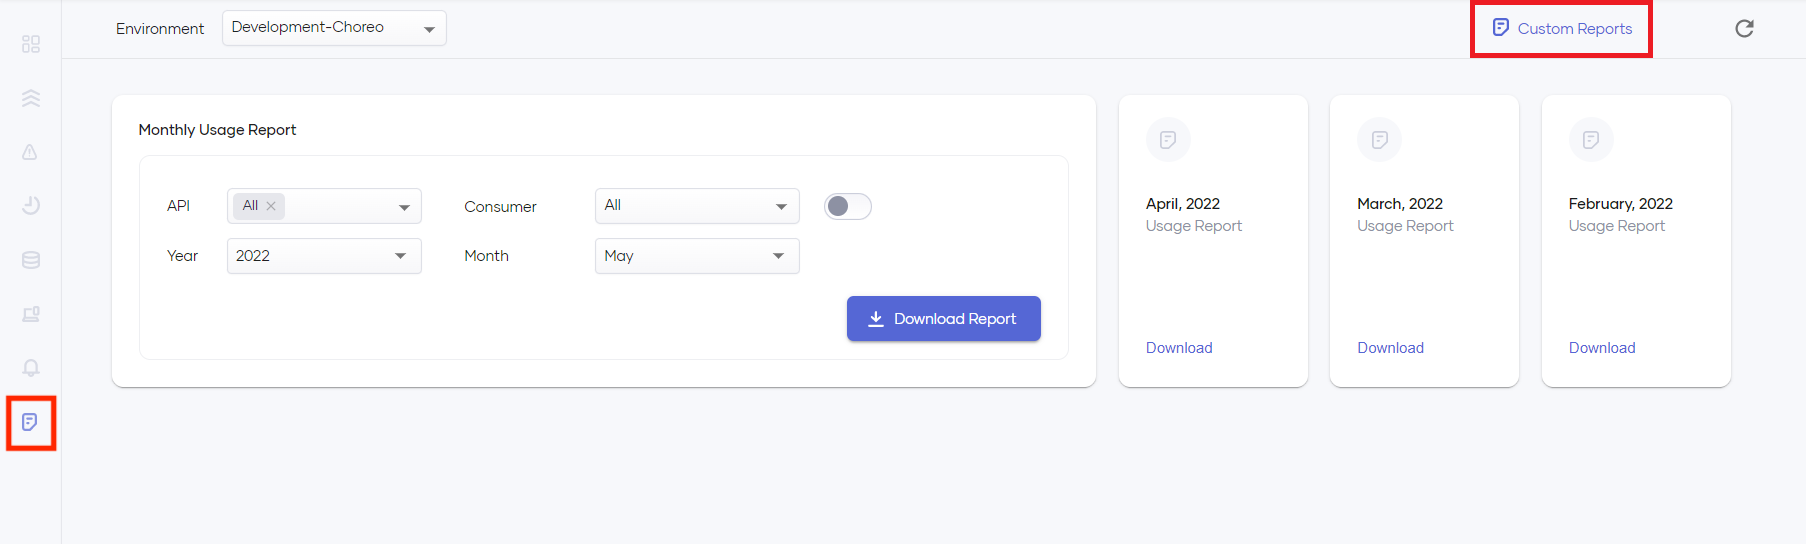 Environment
Development-Choreo
Custom Reports
Monthly Usage Report
API
All
Consumer
All
Year
2022
Month
May
Download Report
April, 2022
Usage Report
Download
March, 2022
Usage Report
Download
February, 2022
Usage Report
Download